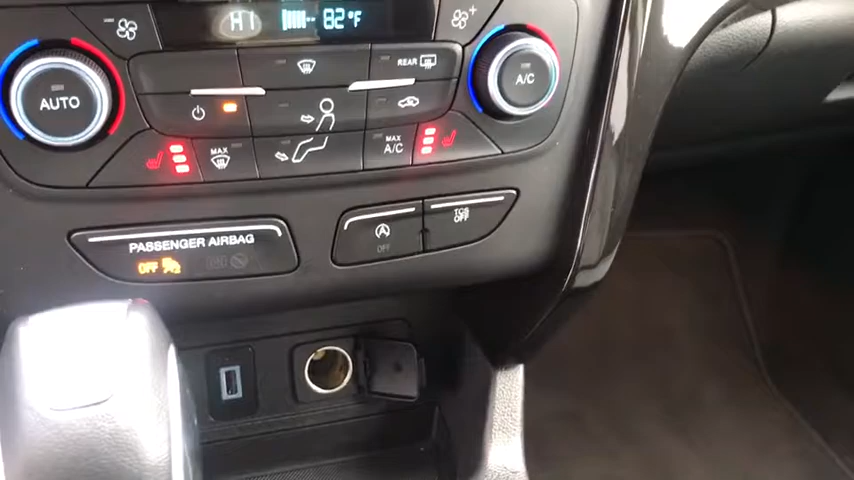 HI 82°F
AUTO
REAR
A/C
MAX
MAX
A/C
PASSENGER AIRBAG
OFF
OFF
TCS
OFF